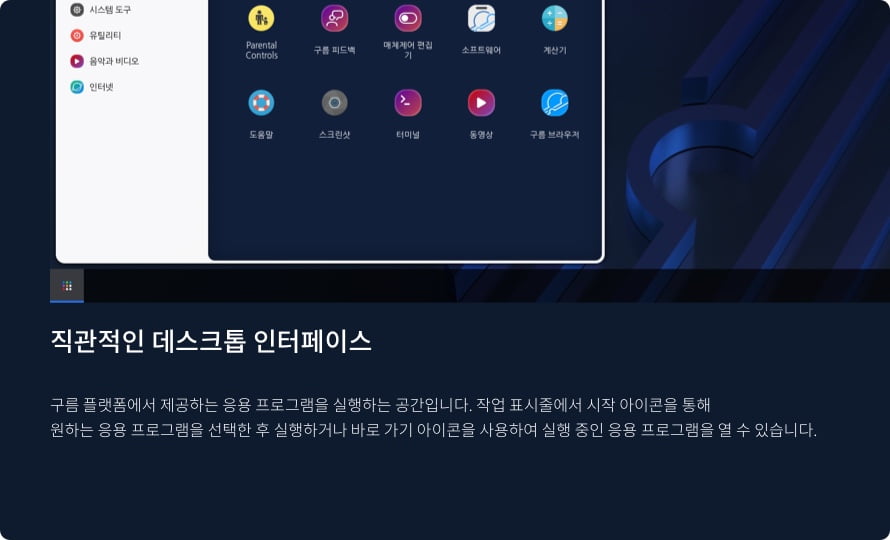 시스템 도구
유틸리티
음악과 비디오
인터넷
Parental
Controls
구름 피드백
매체제어 편집
기
소프트웨어
계산기
도움말
스크린샷
터미널
동영상
구름 브라우저
직관적인 데스크톱 인터페이스
구름 플랫폼에서 제공하는 응용 프로그램을 실행하는 공간입니다. 작업 표시줄에서 시작 아이콘을 통해
원하는 응용 프로그램을 선택한 후 실행하거나 바로 가기 아이콘을 사용하여 실행 중인 응용 프로그램을 열 수 있습니다.